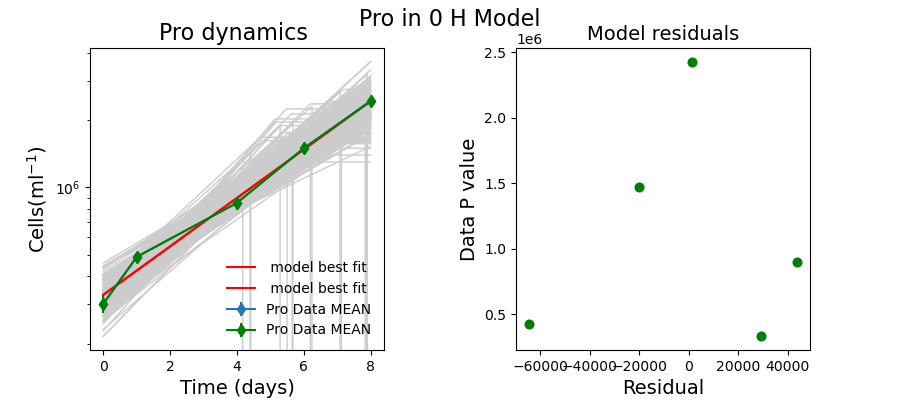 Pro in 0 H Model
Pro dynamics
Cells(ml⁻¹)
10⁶
0 2 4 6 8
Time (days)
model best fit
model best fit
Pro Data MEAN
Pro Data MEAN
Model residuals
1e6
Data P value
2.5
2.0
1.5
1.0
0.5
−60000 −40000 −20000 0 20000 40000
Residual